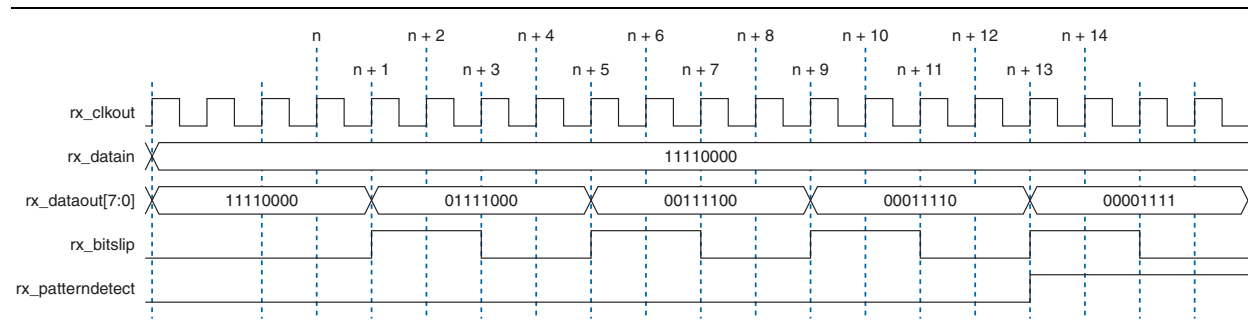 n n + 2 n + 4 n + 6 n + 8 n + 10 n + 12 n + 14
n + 1 n + 3 n + 5 n + 7 n + 9 n + 11 n + 13
rx_clkout
rx_datain 11110000
rx_dataout[7:0] 11110000 01111000 00111100 00011110 00001111
rx_bitslip
rx_patterndetect